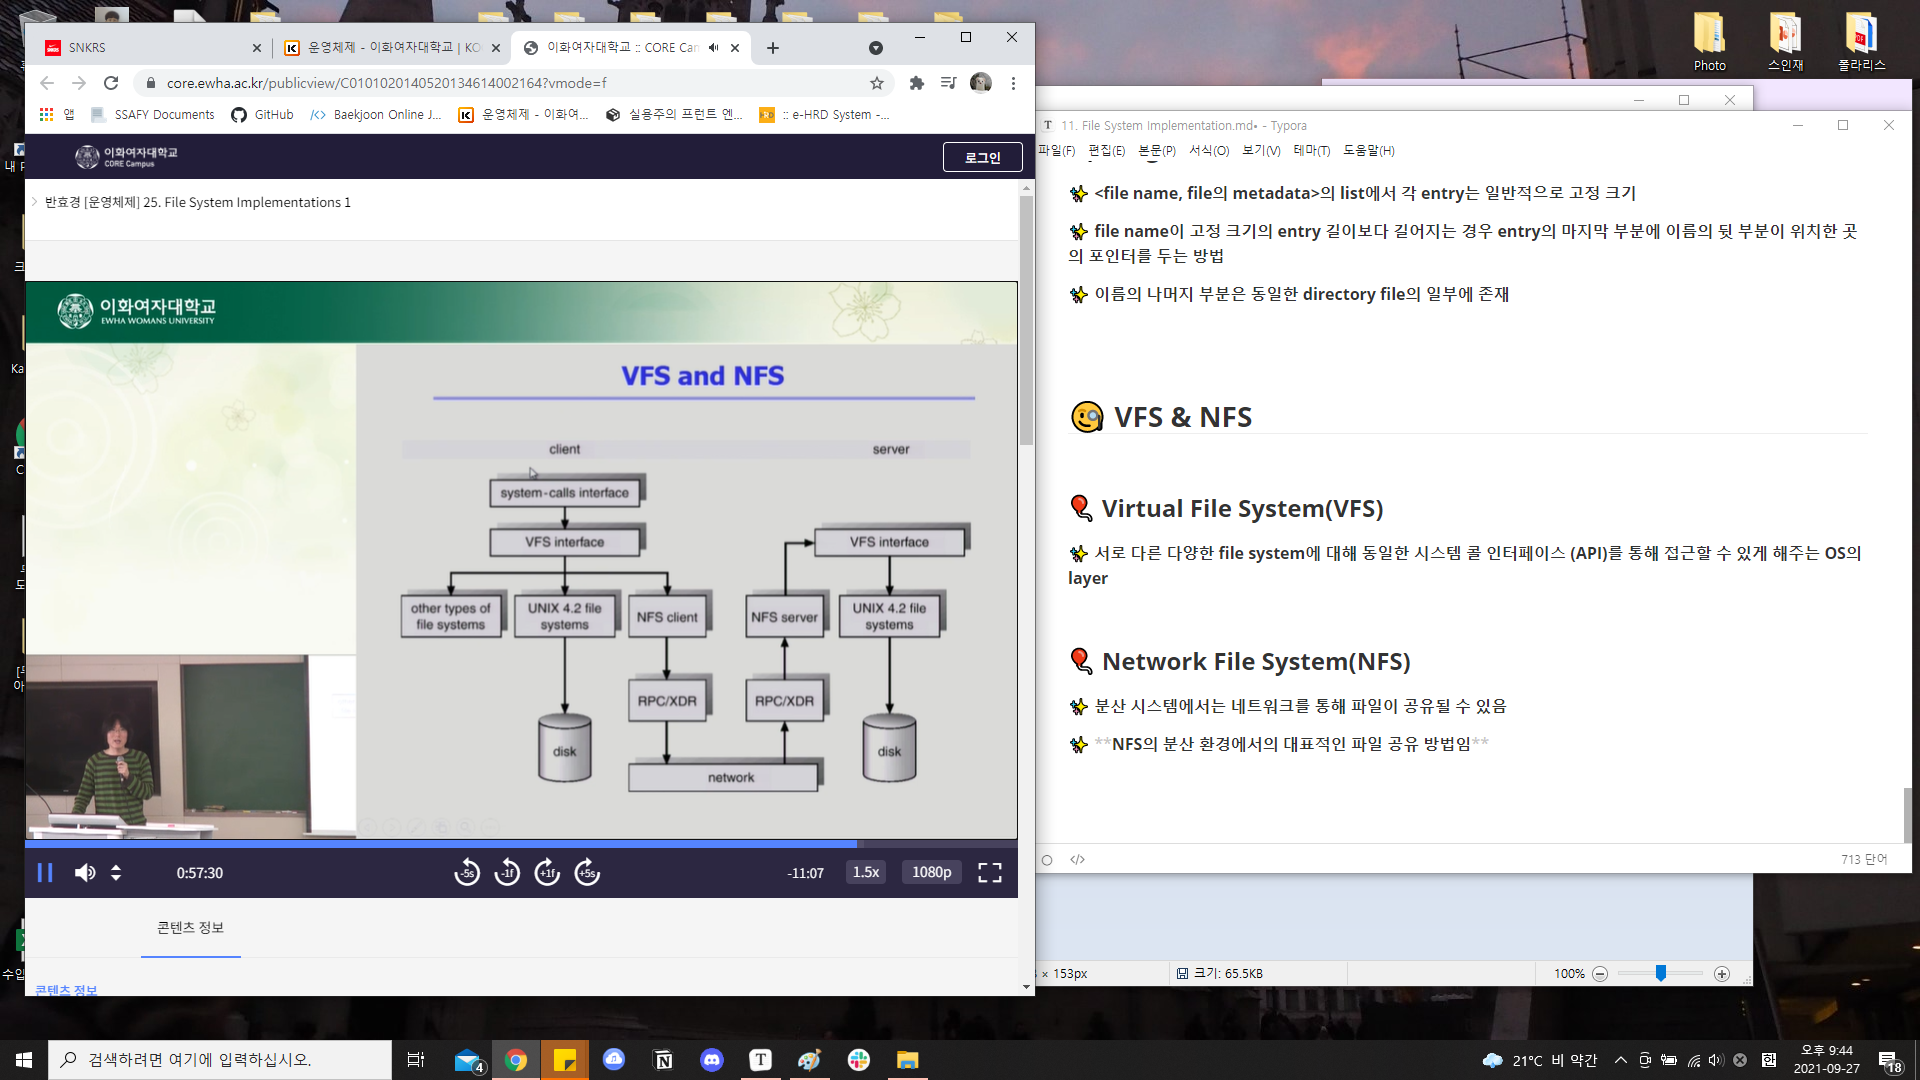 Photo
스인재
폴라리스
SNKRS
운영체제 - 이화여자대학교 | KO
이화여자대학교 :: CORE Can
core.ewha.ac.kr/publicview/C0101020140520134614002164?vmode=f
앱
SSAFY Documents
GitHub
Baekjoon Online J...
운영체제 - 이화여...
실용주의 프런트 엔...
:: e-HRD System -...
이화여자대학교
CORE Campus
로그인
반효경 [운영체제] 25. File System Implementations 1
이화여자대학교
EWHA WOMANS UNIVERSITY
VFS and NFS
client
server
system-calls interface
VFS interface
VFS interface
other types of
file systems
UNIX 4.2 file
systems
NFS client
NFS server
UNIX 4.2 file
systems
RPC/XDR
RPC/XDR
disk
disk
network
0:57:30
-5s
-1f
+1f
+5s
-11:07
1.5x
1080p
콘텐츠 정보
콘텐츠 정보
11. File System Implementation.md• - Typora
파일(F) 편집(E) 본문(P) 서식(O) 보기(V) 테마(T) 도움말(H)
✨ <file name, file의 metadata>의 list에서 각 entry는 일반적으로 고정 크기
✨ file name이 고정 크기의 entry 길이보다 길어지는 경우 entry의 마지막 부분에 이름의 뒷 부분이 위치한 곳
의 포인터를 두는 방법
✨ 이름의 나머지 부분은 동일한 directory file의 일부에 존재
🧐 VFS & NFS
🎈 Virtual File System(VFS)
✨ 서로 다른 다양한 file system에 대해 동일한 시스템 콜 인터페이스 (API)를 통해 접근할 수 있게 해주는 OS의
layer
🎈 Network File System(NFS)
✨ 분산 시스템에서는 네트워크를 통해 파일이 공유될 수 있음
✨ **NFS의 분산 환경에서의 대표적인 파일 공유 방법임**
713 단어
× 153px
크기: 65.5KB
100%
검색하려면 여기에 입력하십시오.
4
21°C 비 약간
한
오후 9:44
2021-09-27
18